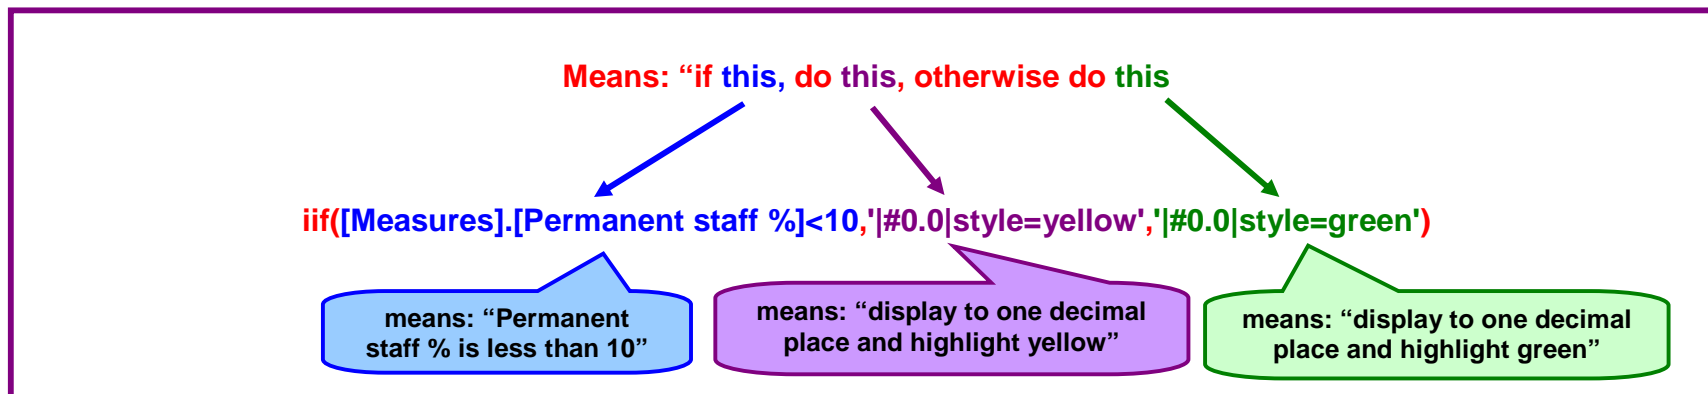 Means: “if this, do this, otherwise do this
iif([Measures].[Permanent staff %]<10,'|#0.0|style=yellow','|#0.0|style=green')
means: “Permanent
staff % is less than 10”
means: “display to one decimal
place and highlight yellow”
means: “display to one decimal
place and highlight green”